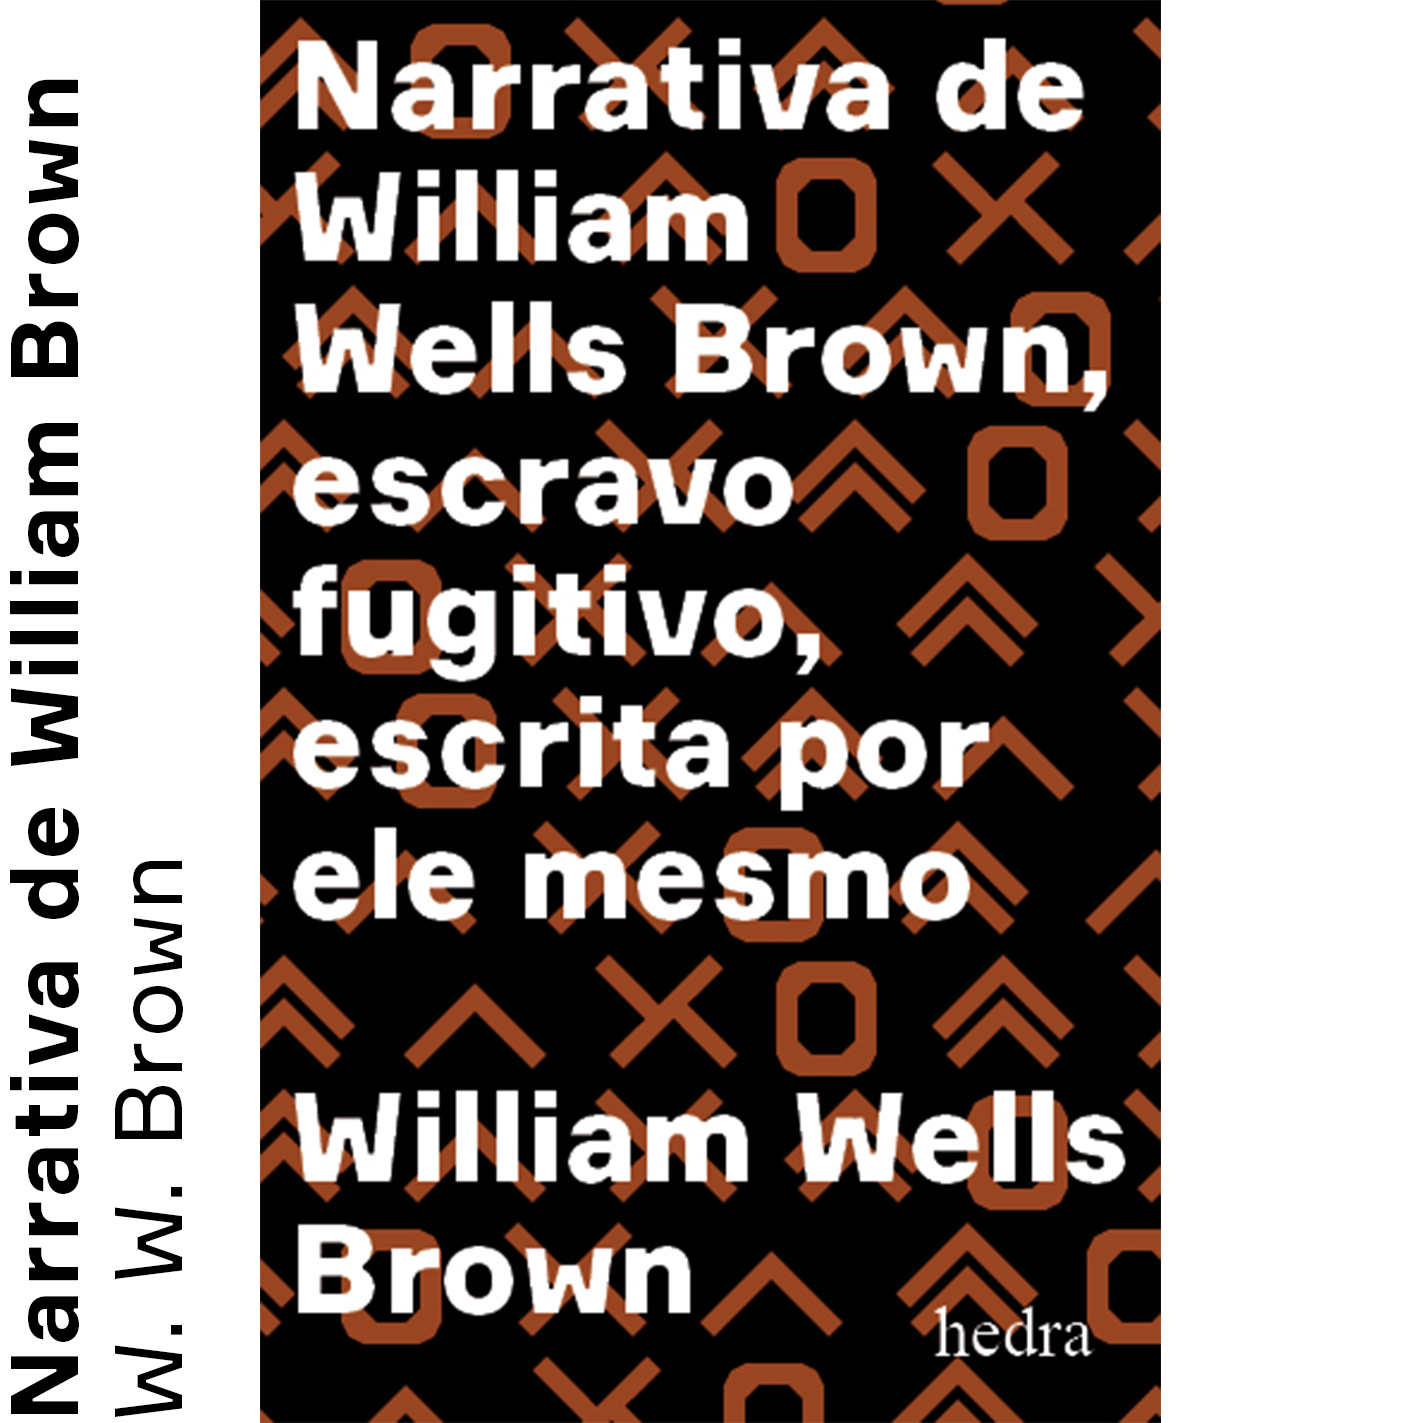 Narrativa de William Brown
W. W. Brown
Narrativa de
William
Wells Brown,
escravo
fugitivo,
escrita por
ele mesmo
William Wells
Brown
hedra